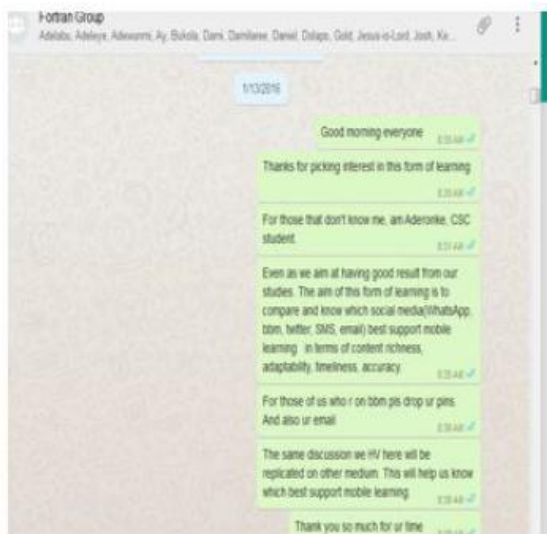 Fortran Group
Adelabu, Adeleye, Adewunmi, Ay, Bukola, Dami, Damilaree, Daniel, Dolapo, Gold, Jesus-is-Lord, Josh, Ke...
1/13/2016
Good morning everyone
Thanks for picking interest in this form of learning
For those that don't know me, am Aderonke, CSC
student.
Even as we aim at having good result from our
studies. The aim of this form of learning is to
compare and know which social media(WhatsApp,
bbm, twitter, SMS, email) best support mobile
learning in terms of content richness,
adaptability, timeliness, accuracy.
For those of us who r on bbm pls drop ur pins.
And also ur email
The same discussion we HV here will be
replicated on other medium. This will help us know
which best support mobile learning.
Thank you so much for ur time